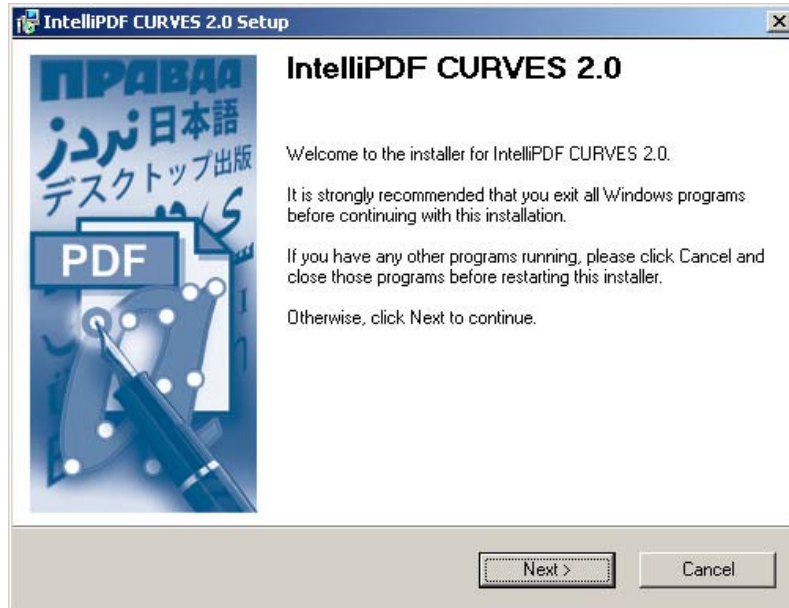 IntelliPDF CURVES 2.0 Setup
ПРАВДА
日本語
デスクトップ出版
PDF
IntelliPDF CURVES 2.0
Welcome to the installer for IntelliPDF CURVES 2.0.
It is strongly recommended that you exit all Windows programs
before continuing with this installation.
If you have any other programs running, please click Cancel and
close those programs before restarting this installer.
Otherwise, click Next to continue.
Next >
Cancel